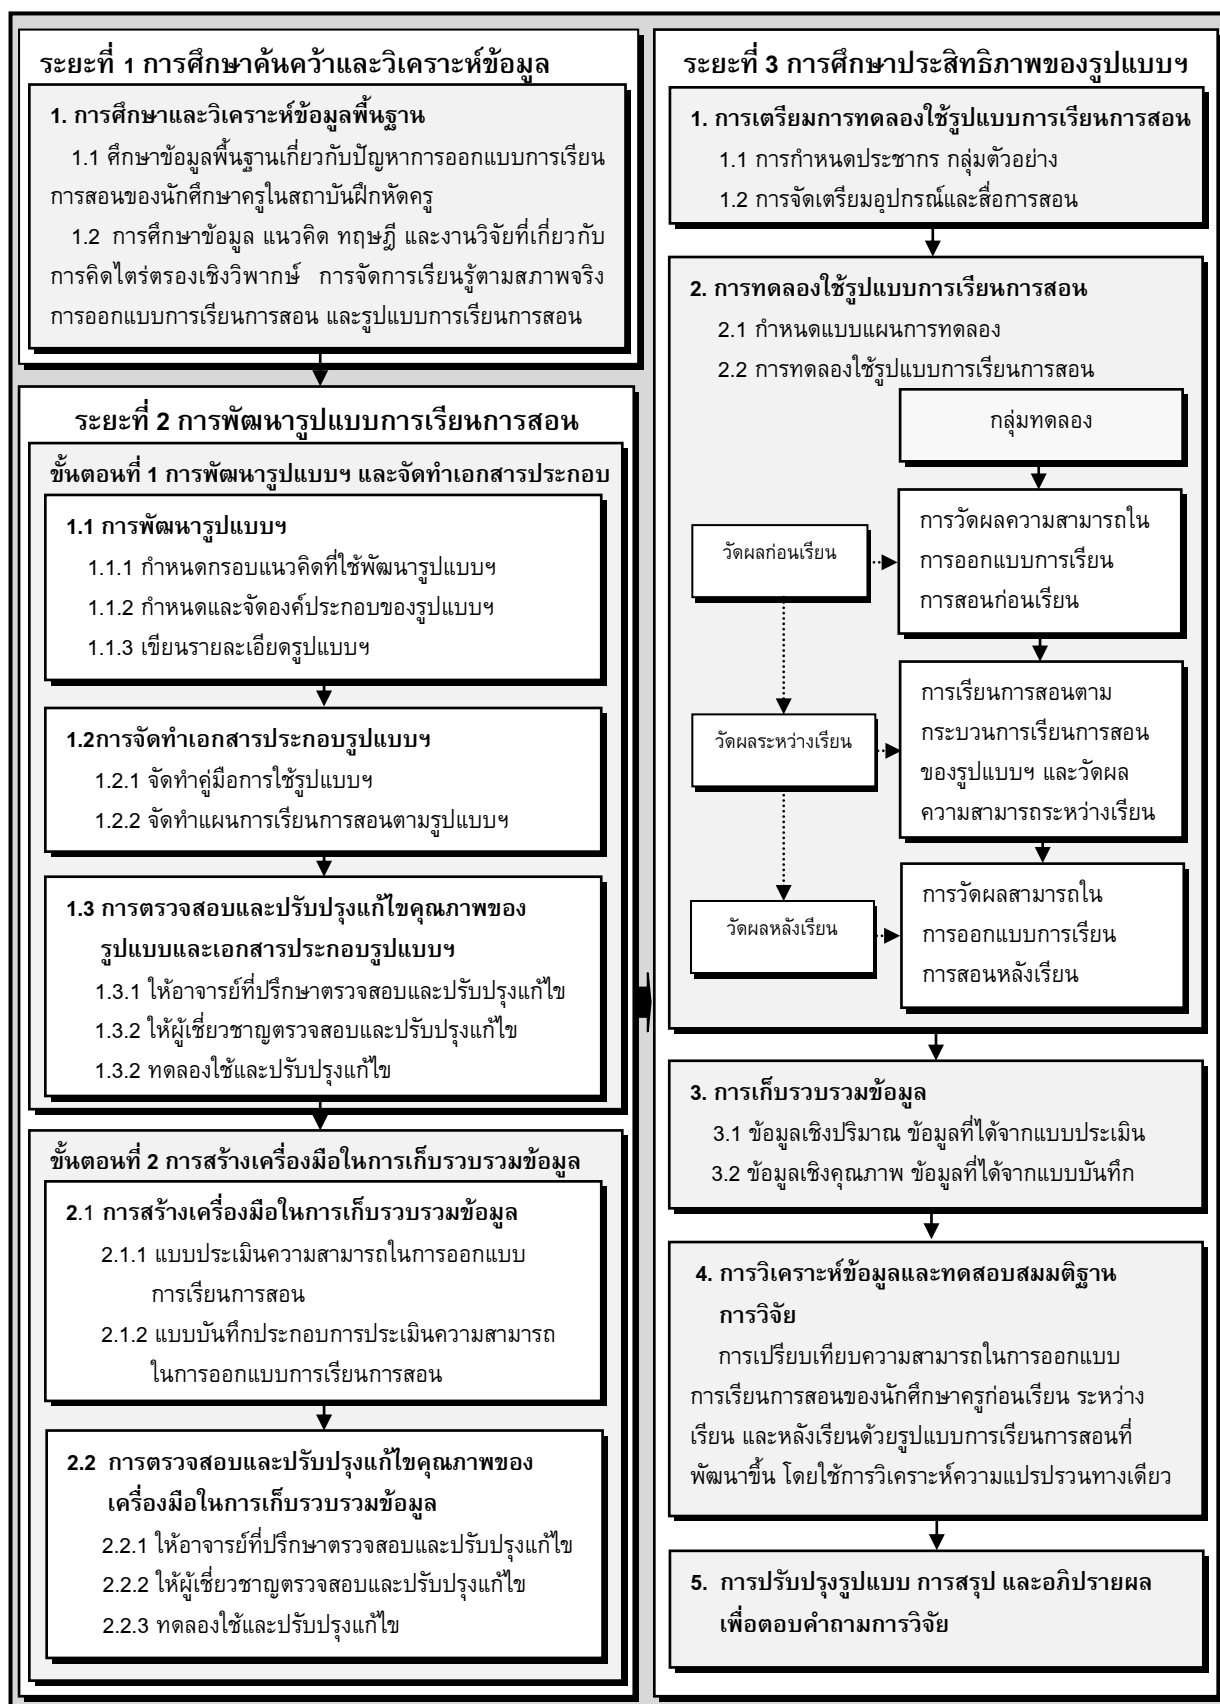 ระยะที่ 1 การศึกษาค้นคว้าและวิเคราะห์ข้อมูล
1. การศึกษาและวิเคราะห์ข้อมูลพื้นฐาน
1.1 ศึกษาข้อมูลพื้นฐานเกี่ยวกับปัญหาการออกแบบการเรียน
การสอนของนักศึกษาครูในสถาบันฝึกหัดครู
1.2 การศึกษาข้อมูล แนวคิด ทฤษฎี และงานวิจัยที่เกี่ยวกับ
การคิดไตร่ตรองเชิงวิพากษ์ การจัดการเรียนรู้ตามสภาพจริง
การออกแบบการเรียนการสอน และรูปแบบการเรียนการสอน
ระยะที่ 2 การพัฒนารูปแบบการเรียนการสอน
ขั้นตอนที่ 1 การพัฒนารูปแบบฯ และจัดทำเอกสารประกอบ
1.1 การพัฒนารูปแบบฯ
1.1.1 กำหนดกรอบแนวคิดที่ใช้พัฒนารูปแบบฯ
1.1.2 กำหนดและจัดองค์ประกอบของรูปแบบฯ
1.1.3 เขียนรายละเอียดรูปแบบฯ
1.2การจัดทำเอกสารประกอบรูปแบบฯ
1.2.1 จัดทำคู่มือการใช้รูปแบบฯ
1.2.2 จัดทำแผนการเรียนการสอนตามรูปแบบฯ
1.3 การตรวจสอบและปรับปรุงแก้ไขคุณภาพของ
รูปแบบและเอกสารประกอบรูปแบบฯ
1.3.1 ให้อาจารย์ที่ปรึกษาตรวจสอบและปรับปรุงแก้ไข
1.3.2 ให้ผู้เชี่ยวชาญตรวจสอบและปรับปรุงแก้ไข
1.3.2 ทดลองใช้และปรับปรุงแก้ไข
ขั้นตอนที่ 2 การสร้างเครื่องมือในการเก็บรวบรวมข้อมูล
2.1 การสร้างเครื่องมือในการเก็บรวบรวมข้อมูล
2.1.1 แบบประเมินความสามารถในการออกแบบ
การเรียนการสอน
2.1.2 แบบบันทึกประกอบการประเมินความสามารถ
ในการออกแบบการเรียนการสอน
2.2 การตรวจสอบและปรับปรุงแก้ไขคุณภาพของ
เครื่องมือในการเก็บรวบรวมข้อมูล
2.2.1 ให้อาจารย์ที่ปรึกษาตรวจสอบและปรับปรุงแก้ไข
2.2.2 ให้ผู้เชี่ยวชาญตรวจสอบและปรับปรุงแก้ไข
2.2.3 ทดลองใช้และปรับปรุงแก้ไข
ระยะที่ 3 การศึกษาประสิทธิภาพของรูปแบบฯ
1. การเตรียมการทดลองใช้รูปแบบการเรียนการสอน
1.1 การกำหนดประชากร กลุ่มตัวอย่าง
1.2 การจัดเตรียมอุปกรณ์และสื่อการสอน
2. การทดลองใช้รูปแบบการเรียนการสอน
2.1 กำหนดแบบแผนการทดลอง
2.2 การทดลองใช้รูปแบบการเรียนการสอน
กลุ่มทดลอง
วัดผลก่อนเรียน
การวัดผลความสามารถใน
การออกแบบการเรียน
การสอนก่อนเรียน
วัดผลระหว่างเรียน
การเรียนการสอนตาม
กระบวนการเรียนการสอน
ของรูปแบบฯ และวัดผล
ความสามารถระหว่างเรียน
วัดผลหลังเรียน
การวัดผลสามารถใน
การออกแบบการเรียน
การสอนหลังเรียน
3. การเก็บรวบรวมข้อมูล
3.1 ข้อมูลเชิงปริมาณ ข้อมูลที่ได้จากแบบประเมิน
3.2 ข้อมูลเชิงคุณภาพ ข้อมูลที่ได้จากแบบบันทึก
4. การวิเคราะห์ข้อมูลและทดสอบสมมติฐาน
การวิจัย
การเปรียบเทียบความสามารถในการออกแบบ
การเรียนการสอนของนักศึกษาครูก่อนเรียน ระหว่าง
เรียน และหลังเรียนด้วยรูปแบบการเรียนการสอนที่
พัฒนาขึ้น โดยใช้การวิเคราะห์ความแปรปรวนทางเดียว
5. การปรับปรุงรูปแบบ การสรุป และอภิปรายผล
เพื่อตอบคำถามการวิจัย